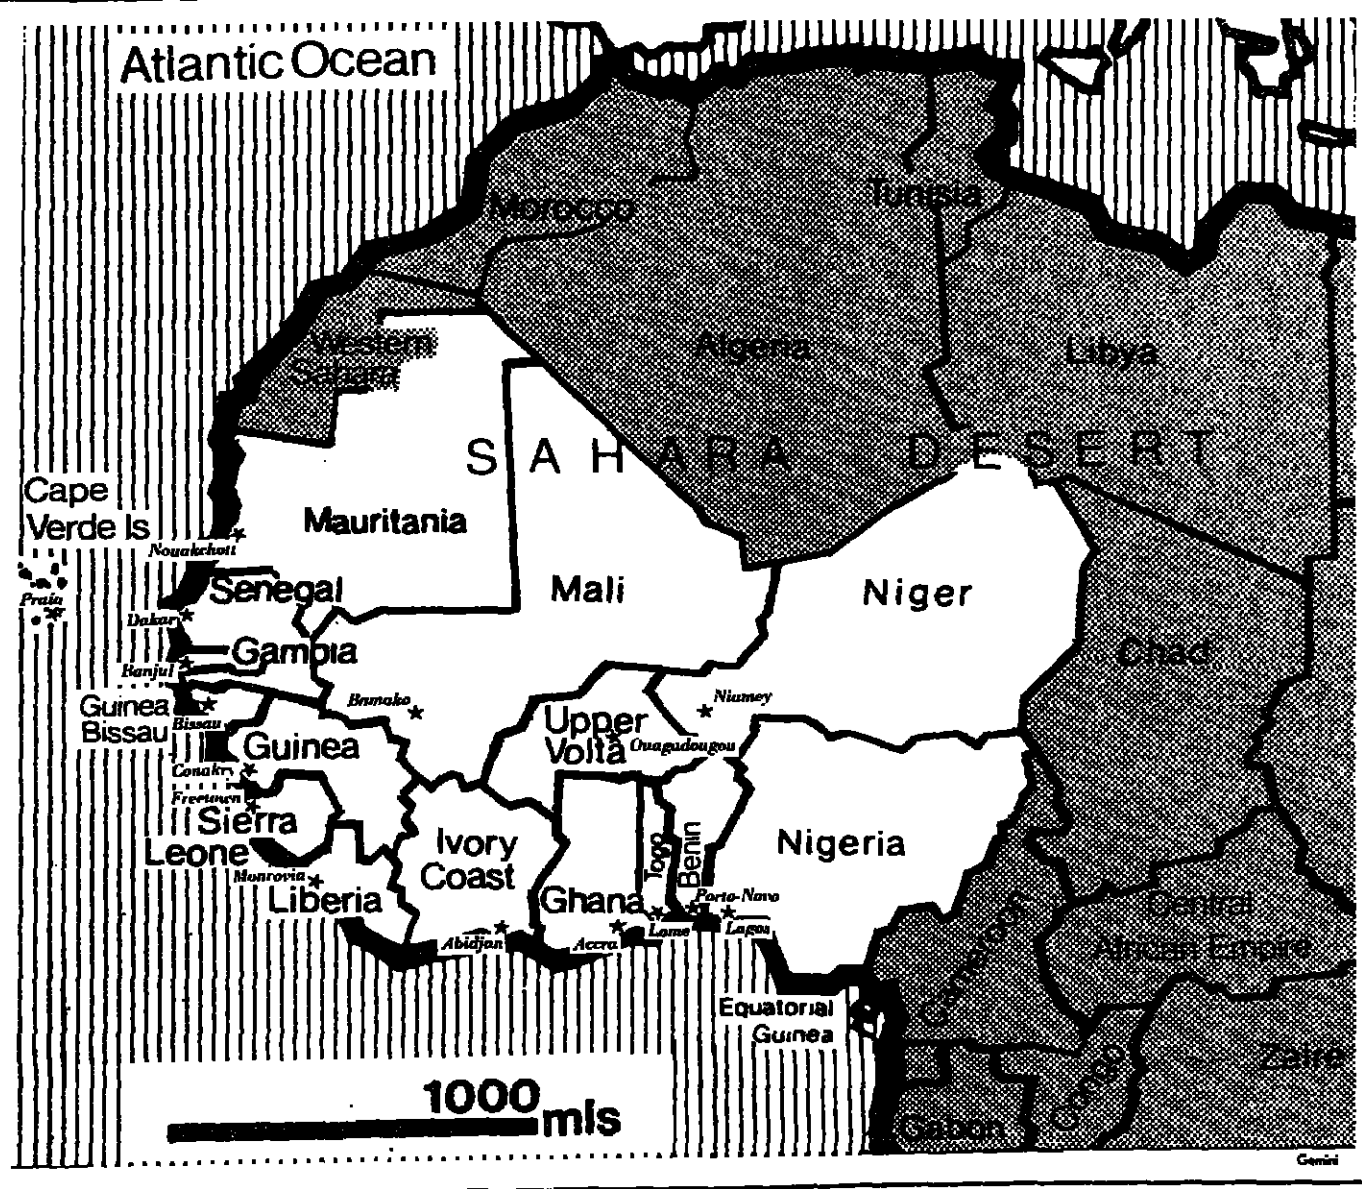 Atlantic Ocean
Morocco
Tunisia
Western
Sahara
Algeria
Libya
SAHARA DESERT
Cape
Verde Is
Mauritania
Nouakchott
Senegal
Mali
Niger
Praia
Dakar
Gambia
Chad
Banjul
Guinea
Bissau
Bissau
Bamako
Niamey
Upper
Volta
Ouagadougou
Guinea
Conakry
Freetown
Sierra
Leone
Ivory
Coast
Togo
Benin
Nigeria
Monrovia
Liberia
Ghana
Porto-Novo
Abidjan
Accra
Lome
Lagos
Cameroon
Central
African Empire
Equatorial
Guinea
Congo
Zaire
Gabon
1000
mls
Gemini